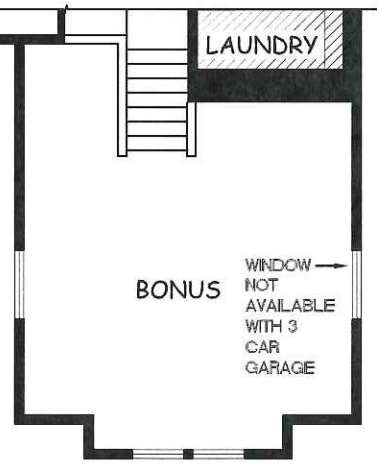 LAUNDRY
BONUS
WINDOW
NOT
AVAILABLE
WITH 3
CAR
GARAGE